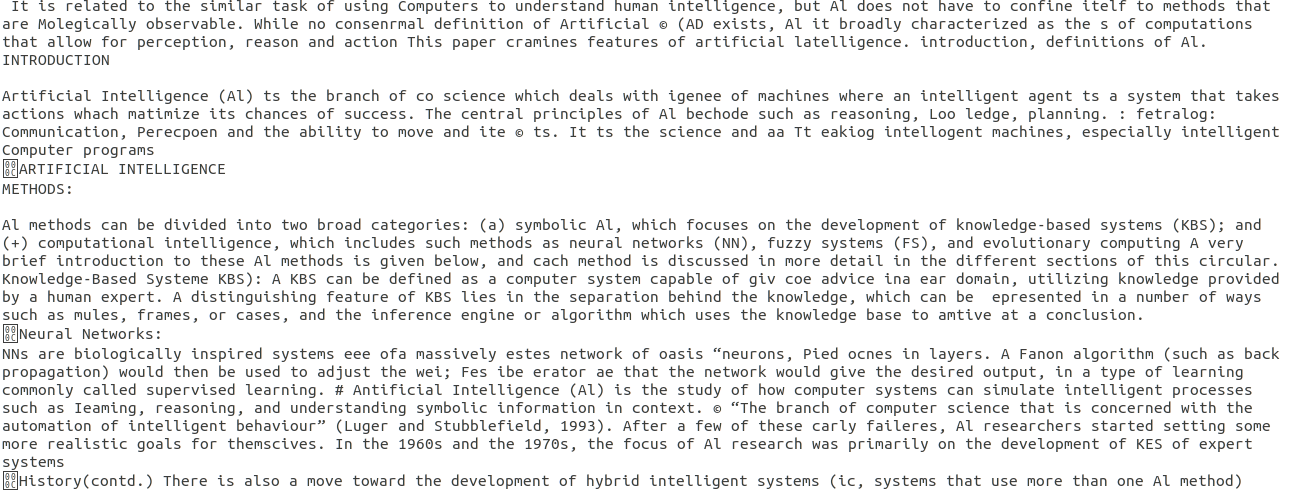 It is related to the similar task of using Computers to understand human intelligence, but Al does not have to confine itelf to methods that
are Molegically observable. While no consenrmal definition of Artificial © (AD exists, Al it broadly characterized as the s of computations
that allow for perception, reason and action This paper cramines features of artificial latelligence. introduction, definitions of Al.
INTRODUCTION
Artificial Intelligence (Al) ts the branch of co science which deals with igenee of machines where an intelligent agent ts a system that takes
actions whach matimize its chances of success. The central principles of Al bechode such as reasoning, Loo ledge, planning. : fetralog:
Communication, Perecpoen and the ability to move and ite © ts. It ts the science and aa Tt eakiog intellogent machines, especially intelligent
Computer programs
ARTIFICIAL INTELLIGENCE
METHODS:
Al methods can be divided into two broad categories: (a) symbolic Al, which focuses on the development of knowledge-based systems (KBS); and
(+) computational intelligence, which includes such methods as neural networks (NN), fuzzy systems (FS), and evolutionary computing A very
brief introduction to these Al methods is given below, and cach method is discussed in more detail in the different sections of this circular.
Knowledge-Based Systeme KBS): A KBS can be defined as a computer system capable of giv coe advice ina ear domain, utilizing knowledge provided
by a human expert. A distinguishing feature of KBS lies in the separation behind the knowledge, which can be  epresented in a number of ways
such as mules, frames, or cases, and the inference engine or algorithm which uses the knowledge base to amtive at a conclusion.
Neural Networks:
NNs are biologically inspired systems eee ofa massively estes network of oasis “neurons, Pied ocnes in layers. A Fanon algorithm (such as back
propagation) would then be used to adjust the wei; Fes ibe erator ae that the network would give the desired output, in a type of learning
commonly called supervised learning. # Artificial Intelligence (Al) is the study of how computer systems can simulate intelligent processes
such as Ieaming, reasoning, and understanding symbolic information in context. © “The branch of computer science that is concerned with the
automation of intelligent behaviour” (Luger and Stubblefield, 1993). After a few of these carly faileres, Al researchers started setting some
more realistic goals for themscives. In the 1960s and the 1970s, the focus of Al research was primarily on the development of KES of expert
systems
History(contd.) There is also a move toward the development of hybrid intelligent systems (ic, systems that use more than one Al method)